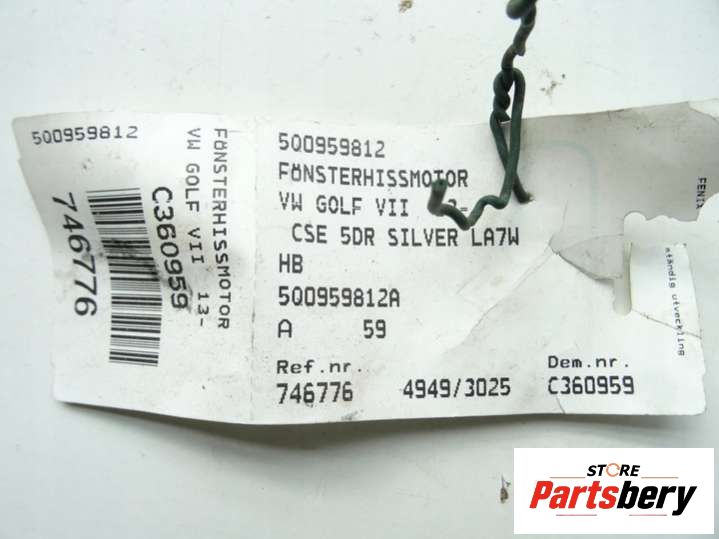 5Q0959812
FÖNSTERHISSMOTOR
VW GOLF VII 13-
C360959
746776
5Q0959812
FÖNSTERHISSMOTOR
VW GOLF VII 3-
CSE 5DR SILVER LA7W
HB
5Q0959812A
A 59
Ref.nr.
746776 4949/3025
Dem.nr.
C360959
FENIX
ständig utveckling
STORE
Partsbery